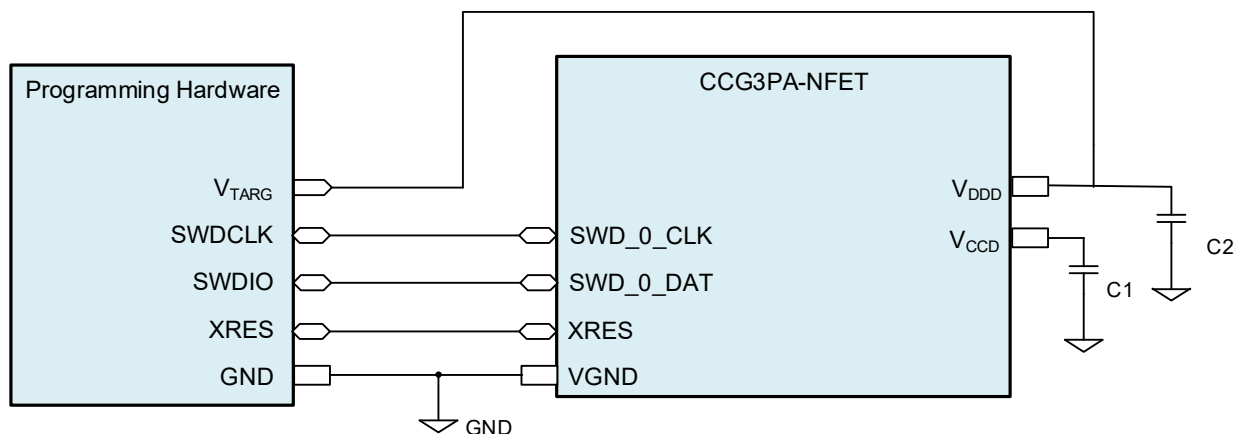 Programming Hardware
CCG3PA-NFET
VTARG
VDDD
SWDCLK
SWD_0_CLK
VCCD
C2
SWDIO
SWD_0_DAT
C1
XRES
XRES
GND
VGND
GND